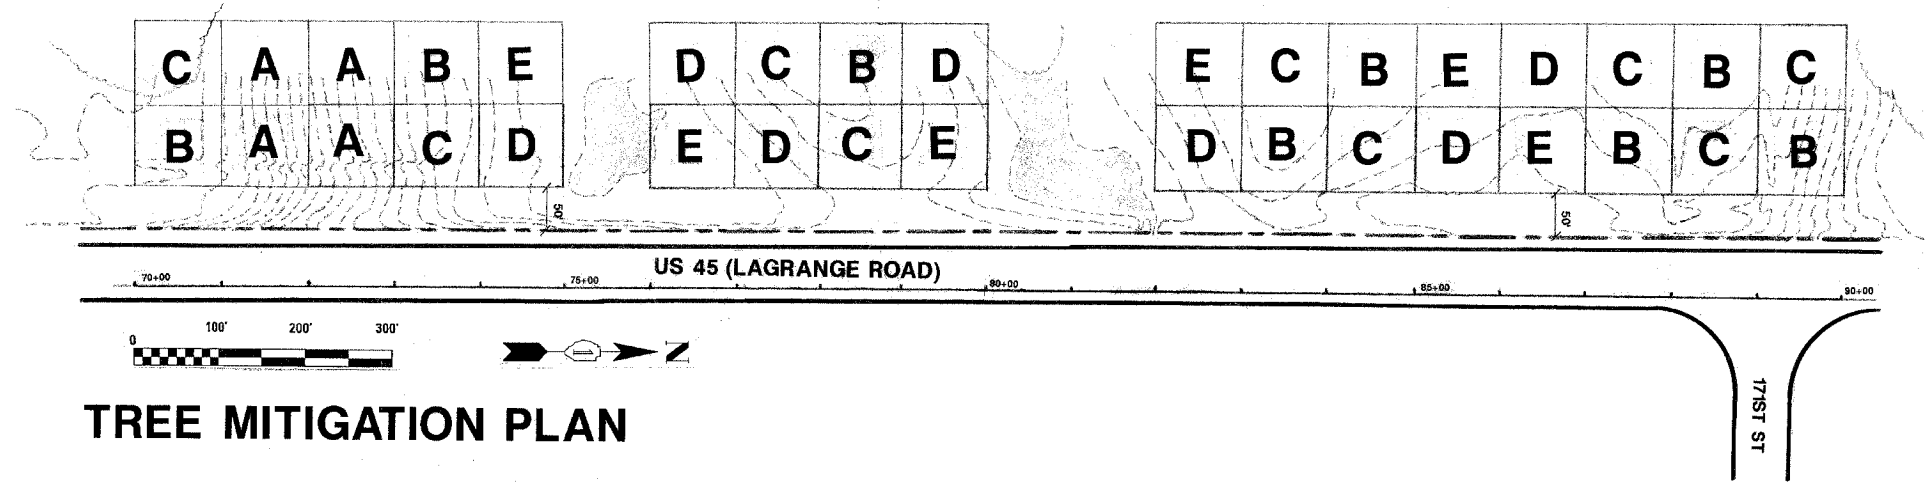 C A A B E D C B D E C B E D C B C
B A A C D E D C E D B C D E B C B
50' 50'
US 45 (LAGRANGE ROAD)
70+00 75+00 80+00 85+00 90+00
0 100' 200' 300'
N
171ST ST
TREE MITIGATION PLAN